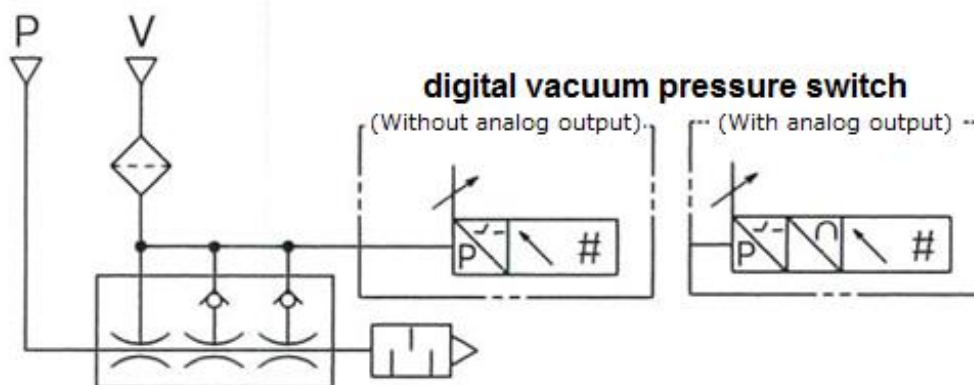 P V
digital vacuum pressure switch
(Without analog output) (With analog output)
P # P #